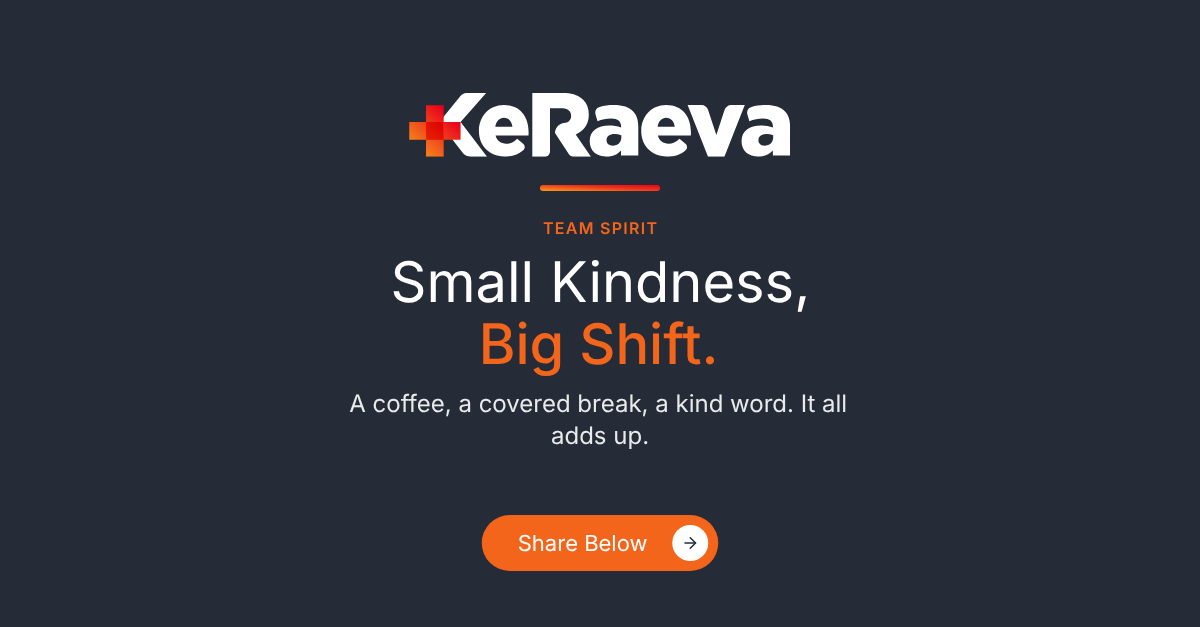 KeRaeva
TEAM SPIRIT
Small Kindness,
Big Shift.
A coffee, a covered break, a kind word. It all
adds up.
Share Below